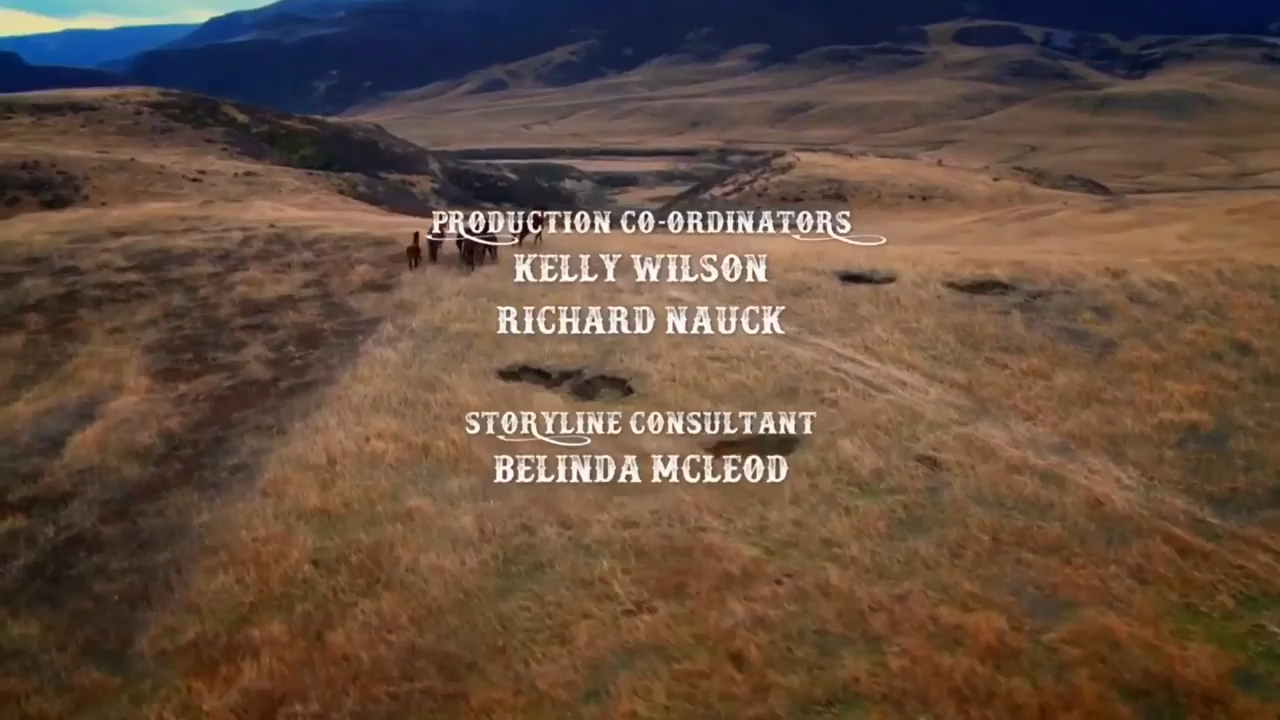 PRODUCTION CO-ORDINATORS
KELLY WILSON
RICHARD NAUCK
STORYLINE CONSULTANT
BELINDA MCLEOD